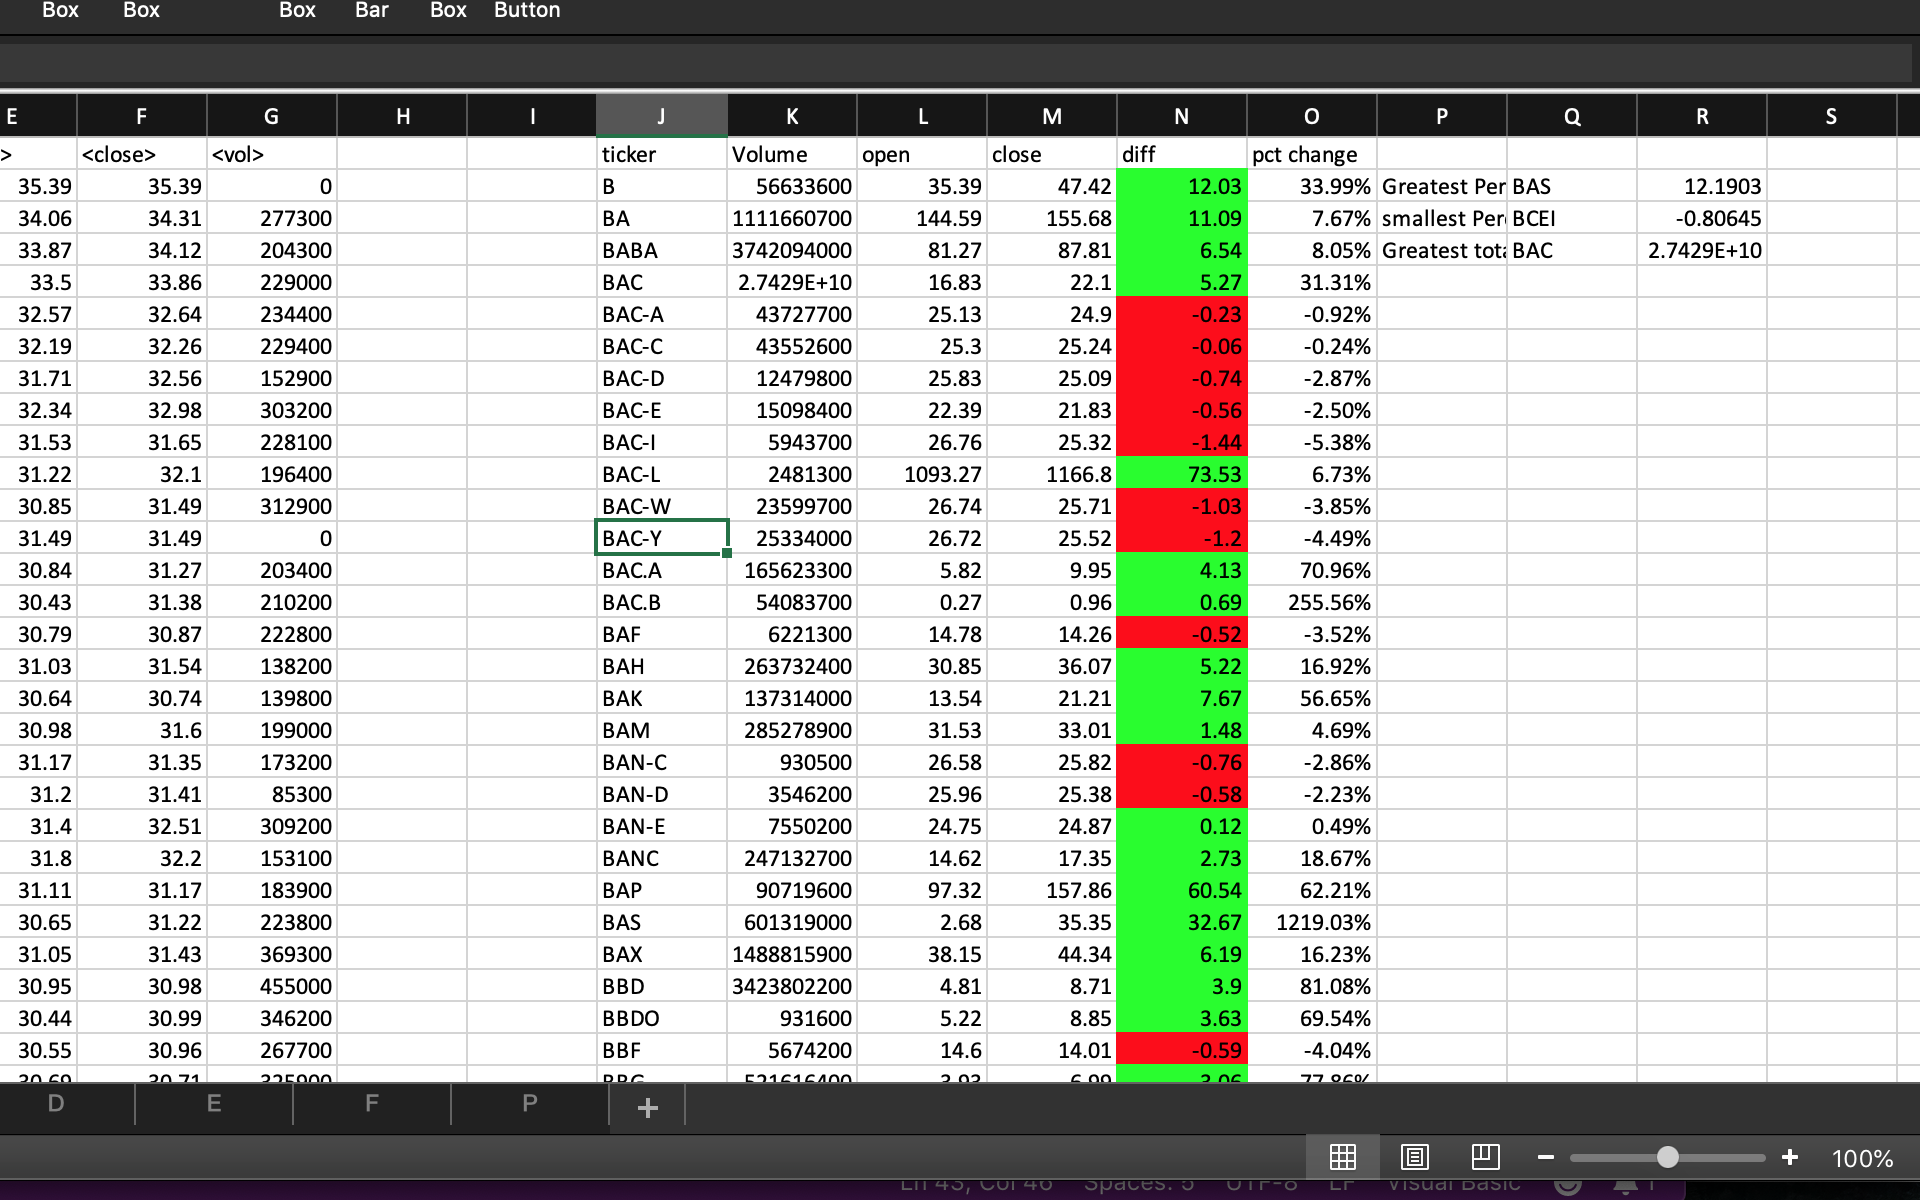 Box Box Box Bar Box Button
E F G H I J K L M N O P Q R S
> <close> <vol> ticker Volume open close diff pct change
35.39 35.39 0 B 56633600 35.39 47.42 12.03 33.99% Greatest Per BAS 12.1903
34.06 34.31 277300 BA 1111660700 144.59 155.68 11.09 7.67% smallest Per BCEI -0.80645
33.87 34.12 204300 BABA 3742094000 81.27 87.81 6.54 8.05% Greatest tota BAC 2.7429E+10
33.5 33.86 229000 BAC 2.7429E+10 16.83 22.1 5.27 31.31%
32.57 32.64 234400 BAC-A 43727700 25.13 24.9 -0.23 -0.92%
32.19 32.26 229400 BAC-C 43552600 25.3 25.24 -0.06 -0.24%
31.71 32.56 152900 BAC-D 12479800 25.83 25.09 -0.74 -2.87%
32.34 32.98 303200 BAC-E 15098400 22.39 21.83 -0.56 -2.50%
31.53 31.65 228100 BAC-I 5943700 26.76 25.32 -1.44 -5.38%
31.22 32.1 196400 BAC-L 2481300 1093.27 1166.8 73.53 6.73%
30.85 31.49 312900 BAC-W 23599700 26.74 25.71 -1.03 -3.85%
31.49 31.49 0 BAC-Y 25334000 26.72 25.52 -1.2 -4.49%
30.84 31.27 203400 BAC.A 165623300 5.82 9.95 4.13 70.96%
30.43 31.38 210200 BAC.B 54083700 0.27 0.96 0.69 255.56%
30.79 30.87 222800 BAF 6221300 14.78 14.26 -0.52 -3.52%
31.03 31.54 138200 BAH 263732400 30.85 36.07 5.22 16.92%
30.64 30.74 139800 BAK 137314000 13.54 21.21 7.67 56.65%
30.98 31.6 199000 BAM 285278900 31.53 33.01 1.48 4.69%
31.17 31.35 173200 BAN-C 930500 26.58 25.82 -0.76 -2.86%
31.2 31.41 85300 BAN-D 3546200 25.96 25.38 -0.58 -2.23%
31.4 32.51 309200 BAN-E 7550200 24.75 24.87 0.12 0.49%
31.8 32.2 153100 BANC 247132700 14.62 17.35 2.73 18.67%
31.11 31.17 183900 BAP 90719600 97.32 157.86 60.54 62.21%
30.65 31.22 223800 BAS 601319000 2.68 35.35 32.67 1219.03%
31.05 31.43 369300 BAX 1488815900 38.15 44.34 6.19 16.23%
30.95 30.98 455000 BBD 3423802200 4.81 8.71 3.9 81.08%
30.44 30.99 346200 BBDO 931600 5.22 8.85 3.63 69.54%
30.55 30.96 267700 BBF 5674200 14.6 14.01 -0.59 -4.04%
30.69 30.71 325900 BBG 521616400 3.93 6.99 3.06 77.86%
D E F P +
100%
Ln 43, Col 46 Spaces: 5 UTF-8 LF Visual Basic 1